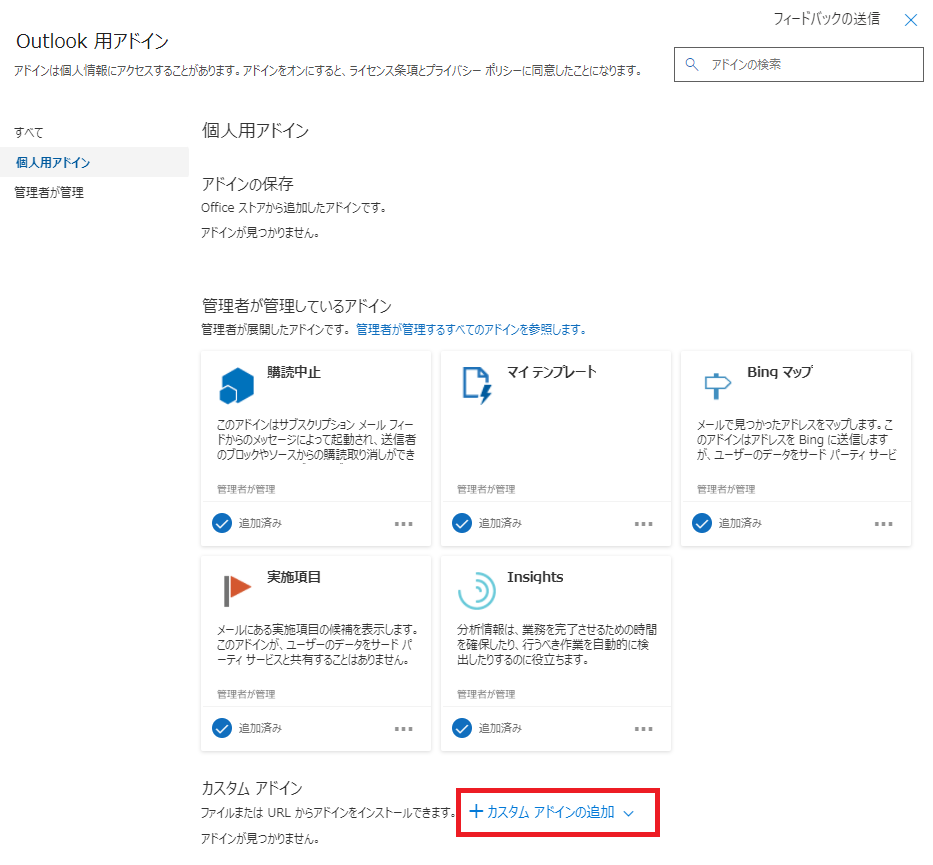 フィードバックの送信
Outlook 用アドイン
アドインは個人情報にアクセスすることがあります。アドインをオンにすると、ライセンス条項とプライバシー ポリシーに同意したことになります。
アドインの検索
すべて
個人用アドイン
管理者が管理
個人用アドイン
アドインの保存
Office ストアから追加したアドインです。
アドインが見つかりません。
管理者が管理しているアドイン
管理者が展開したアドインです。 管理者が管理するすべてのアドインを参照します。
購読中止
このアドインはサブスクリプション メール フィー
ドからのメッセージによって起動され、送信者
のブロックやソースからの購読取り消しができ
管理者が管理
追加済み
マイ テンプレート
管理者が管理
追加済み
Bing マップ
メールで見つかったアドレスをマップします。こ
のアドインはアドレスを Bing に送信します
が、ユーザーのデータをサード パーティ サービ
管理者が管理
追加済み
実施項目
メールにある実施項目の候補を表示します。
このアドインが、ユーザーのデータをサード パ
ーティ サービスと共有することはありません。
管理者が管理
追加済み
Insights
分析情報は、業務を完了させるための時間
を確保したり、行うべき作業を自動的に検
出したりするのに役立ちます。
管理者が管理
追加済み
カスタム アドイン
ファイルまたは URL からアドインをインストールできます。
カスタム アドインの追加
アドインが見つかりません。